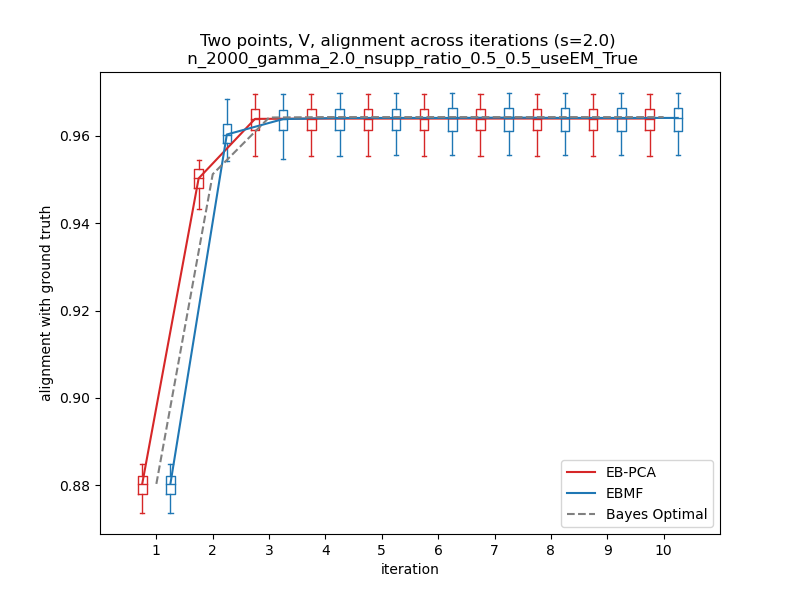 Two points, V, alignment across iterations (s=2.0)
n_2000_gamma_2.0_nsupp_ratio_0.5_0.5_useEM_True
alignment with ground truth
0.96
0.94
0.92
0.90
0.88
EB-PCA
EBMF
Bayes Optimal
1 2 3 4 5 6 7 8 9 10
iteration